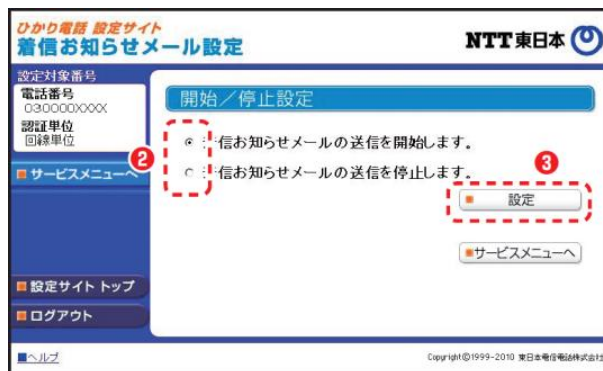 ひかり電話 設定サイト
着信お知らせメール設定
NTT東日本
設定対象番号
電話番号
030000XXXX
認証単位
回線単位
サービスメニューへ
設定サイト トップ
ログアウト
開始/停止設定
信お知らせメールの送信を開始します。
信お知らせメールの送信を停止します。
2
3
設定
サービスメニューへ
ヘルプ
Copyright©1999-2010 東日本電信電話株式会社